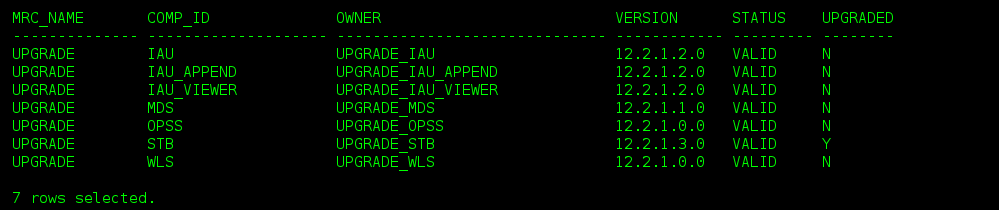 MRC_NAME       COMP_ID              OWNER                          VERSION      STATUS    UPGRADED
-------------- -------------------- ------------------------------ ------------ --------- --------
UPGRADE        IAU                  UPGRADE_IAU                    12.2.1.2.0   VALID     N
UPGRADE        IAU_APPEND           UPGRADE_IAU_APPEND             12.2.1.2.0   VALID     N
UPGRADE        IAU_VIEWER           UPGRADE_IAU_VIEWER             12.2.1.2.0   VALID     N
UPGRADE        MDS                  UPGRADE_MDS                    12.2.1.1.0   VALID     N
UPGRADE        OPSS                 UPGRADE_OPSS                   12.2.1.0.0   VALID     N
UPGRADE        STB                  UPGRADE_STB                    12.2.1.3.0   VALID     Y
UPGRADE        WLS                  UPGRADE_WLS                    12.2.1.0.0   VALID     N
7 rows selected.